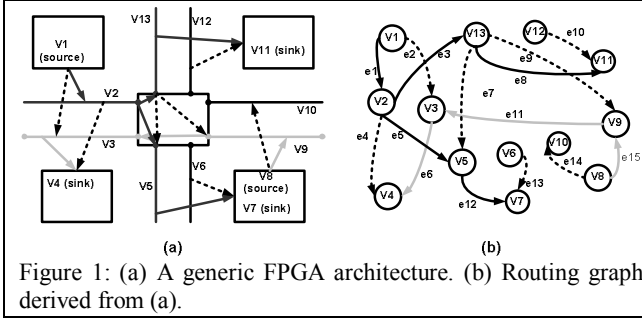 V13
V12
V1
(source)
V11 (sink)
V2
V10
V3
V9
V6
V4 (sink)
V5
V8
(source)
V7 (sink)
(a)
V1
V13
V12
e10
e2
e3
e9
V11
e1
e8
V2
V3
e7
e11
V9
e4
e5
V10
V5
V6
e14
e15
e6
V8
V4
e13
e12
V7
(b)
Figure 1: (a) A generic FPGA architecture. (b) Routing graph
derived from (a).